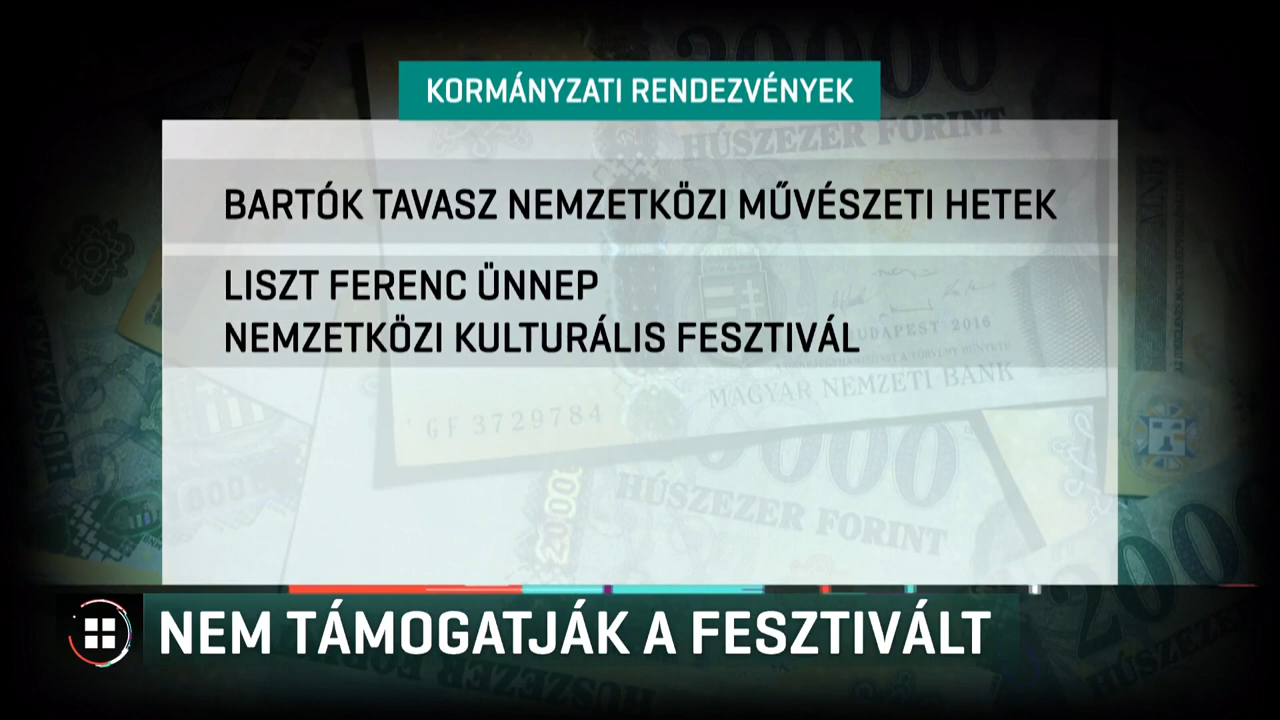 KORMÁNYZATI RENDEZVÉNYEK
20000
HÚSZEZER FORINT
BARTÓK TAVASZ NEMZETKÖZI MŰVÉSZETI HETEK
LISZT FERENC ÜNNEP
NEMZETKÖZI KULTURÁLIS FESZTIVÁL
BUDAPEST 2016
MAGYAR NEMZETI BANK
GF 3729784
HÚSZEZER FORINT
NEM TÁMOGATJÁK A FESZTIVÁLT